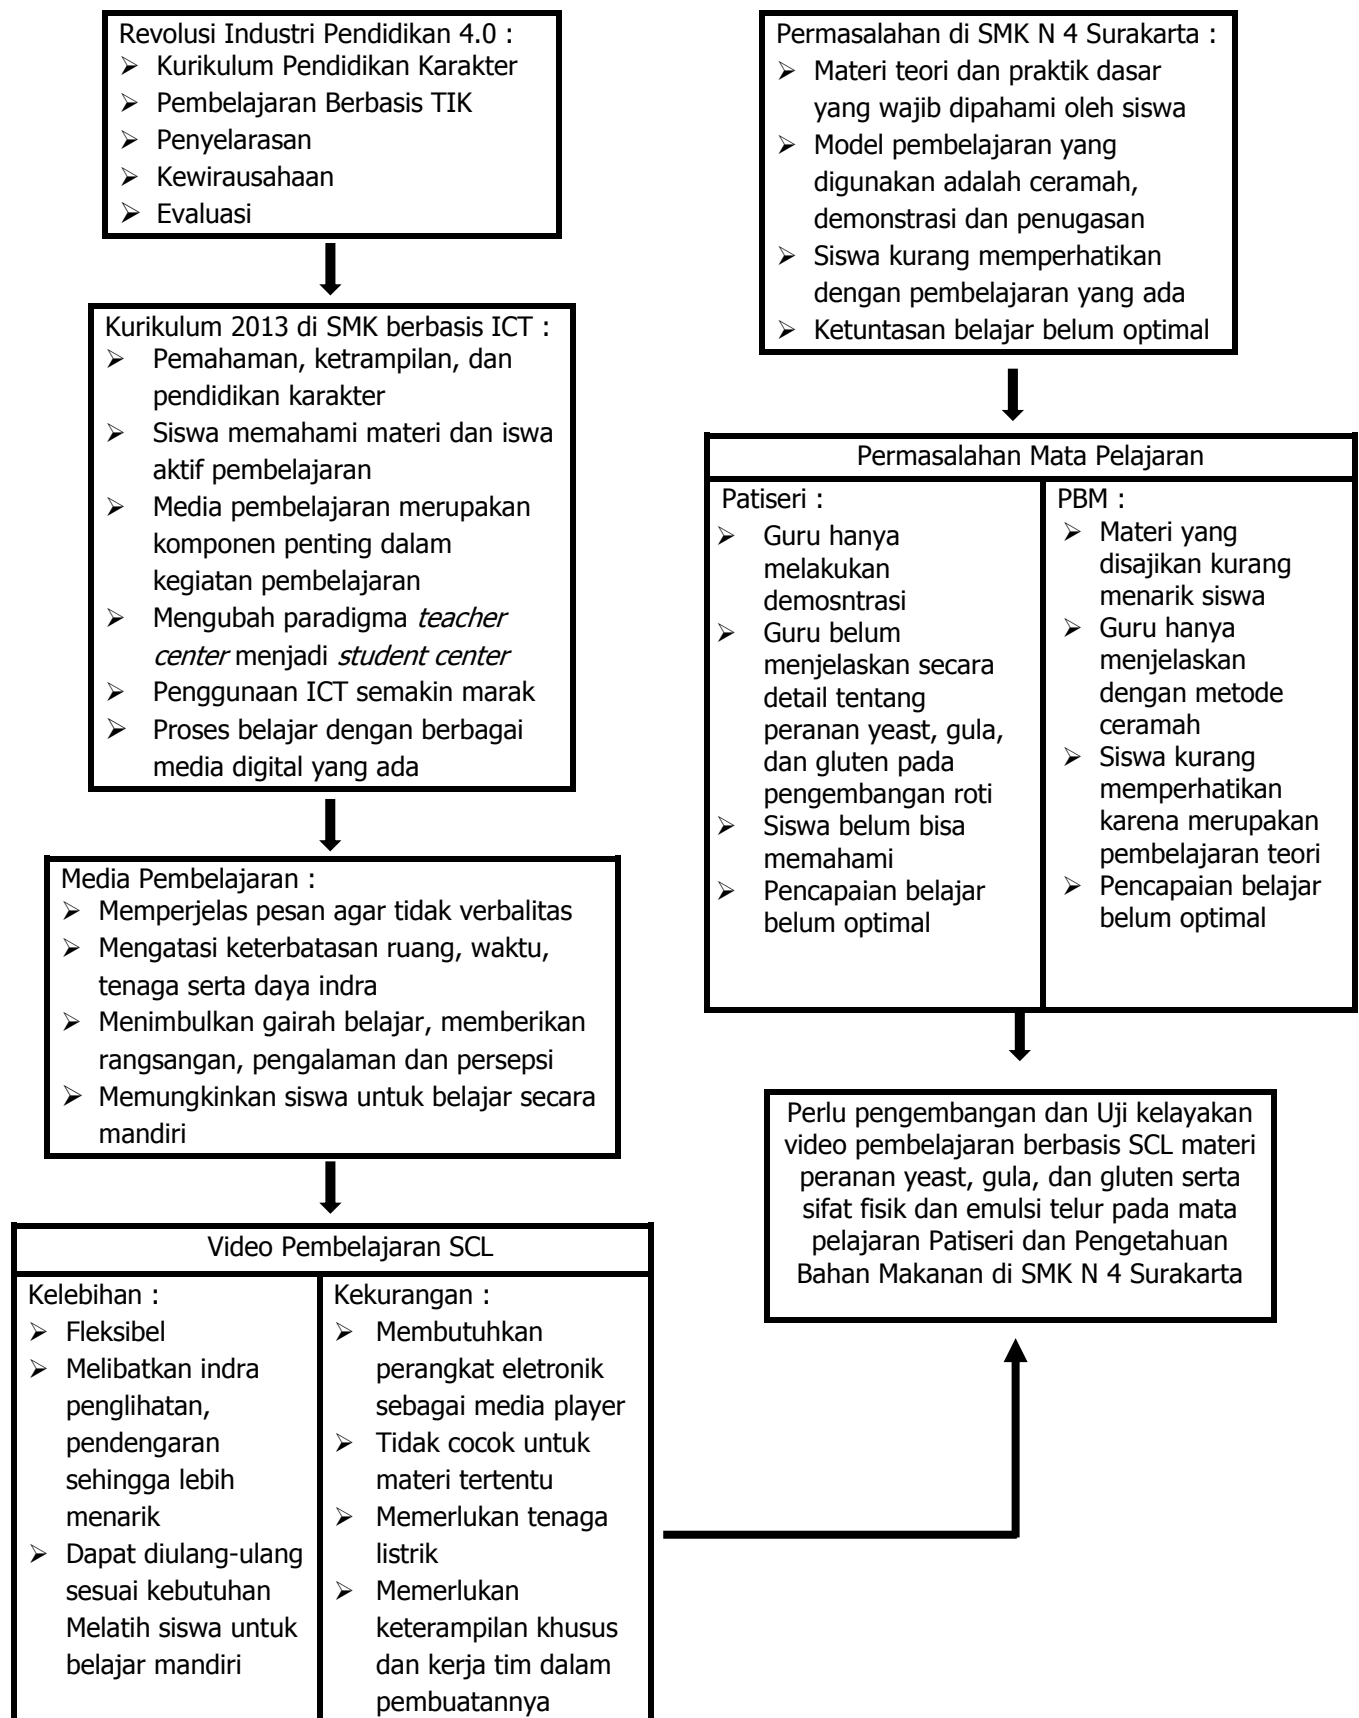 Revolusi Industri Pendidikan 4.0 :
➢ Kurikulum Pendidikan Karakter
➢ Pembelajaran Berbasis TIK
➢ Penyelarasan
➢ Kewirausahaan
➢ Evaluasi
Kurikulum 2013 di SMK berbasis ICT :
➢ Pemahaman, ketrampilan, dan
pendidikan karakter
➢ Siswa memahami materi dan iswa
aktif pembelajaran
➢ Media pembelajaran merupakan
komponen penting dalam
kegiatan pembelajaran
➢ Mengubah paradigma teacher
center menjadi student center
➢ Penggunaan ICT semakin marak
➢ Proses belajar dengan berbagai
media digital yang ada
Media Pembelajaran :
➢ Memperjelas pesan agar tidak verbalitas
➢ Mengatasi keterbatasan ruang, waktu,
tenaga serta daya indra
➢ Menimbulkan gairah belajar, memberikan
rangsangan, pengalaman dan persepsi
➢ Memungkinkan siswa untuk belajar secara
mandiri
Video Pembelajaran SCL
Kelebihan :
➢ Fleksibel
➢ Melibatkan indra
penglihatan,
pendengaran
sehingga lebih
menarik
➢ Dapat diulang-ulang
sesuai kebutuhan
Melatih siswa untuk
belajar mandiri
Kekurangan :
➢ Membutuhkan
perangkat eletronik
sebagai media player
➢ Tidak cocok untuk
materi tertentu
➢ Memerlukan tenaga
listrik
➢ Memerlukan
keterampilan khusus
dan kerja tim dalam
pembuatannya
Permasalahan di SMK N 4 Surakarta :
➢ Materi teori dan praktik dasar
yang wajib dipahami oleh siswa
➢ Model pembelajaran yang
digunakan adalah ceramah,
demonstrasi dan penugasan
➢ Siswa kurang memperhatikan
dengan pembelajaran yang ada
➢ Ketuntasan belajar belum optimal
Permasalahan Mata Pelajaran
Patiseri :
➢ Guru hanya
melakukan
demosntrasi
➢ Guru belum
menjelaskan secara
detail tentang
peranan yeast, gula,
dan gluten pada
pengembangan roti
➢ Siswa belum bisa
memahami
➢ Pencapaian belajar
belum optimal
PBM :
➢ Materi yang
disajikan kurang
menarik siswa
➢ Guru hanya
menjelaskan
dengan metode
ceramah
➢ Siswa kurang
memperhatikan
karena merupakan
pembelajaran teori
➢ Pencapaian belajar
belum optimal
Perlu pengembangan dan Uji kelayakan
video pembelajaran berbasis SCL materi
peranan yeast, gula, dan gluten serta
sifat fisik dan emulsi telur pada mata
pelajaran Patiseri dan Pengetahuan
Bahan Makanan di SMK N 4 Surakarta